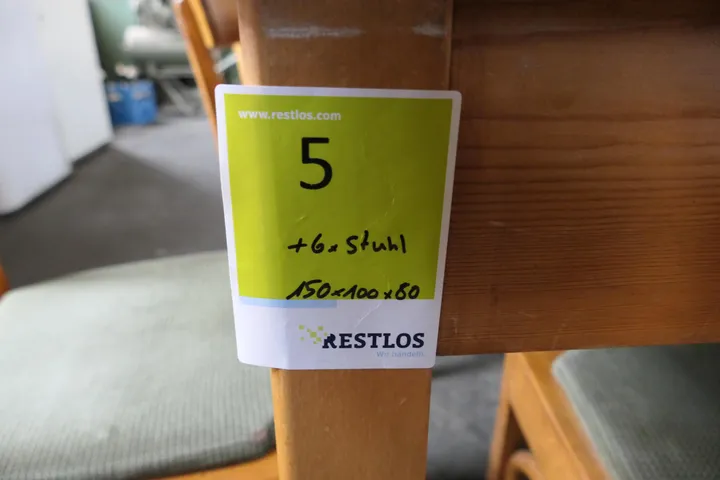 www.restlos.com
5
+6x Stuhl
150x100x80
RESTLOS
Wir handeln